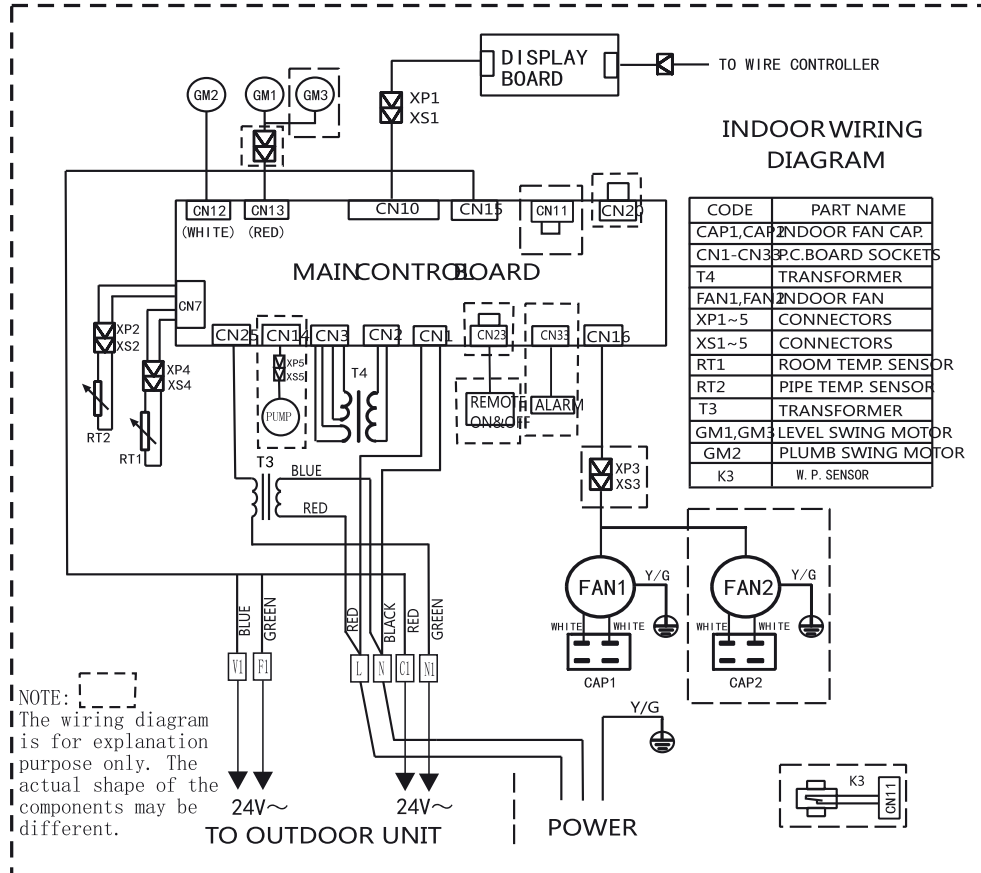 DISPLAY
BOARD
TO WIRE CONTROLLER
GM2
GM1
GM3
XP1
XS1
INDOOR WIRING
DIAGRAM
CN12
CN13
CN10
CN15
CN11
CN20
(WHITE)
(RED)
MAIN CONTROL BOARD
CN7
CN25
CN14
CN3
CN2
CN1
CN23
CN33
CN16
CODE PART NAME
CAP1,CAP2 INDOOR FAN CAP.
CN1-CN33 P.C.BOARD SOCKETS
T4 TRANSFORMER
FAN1,FAN2 INDOOR FAN
XP1~5 CONNECTORS
XS1~5 CONNECTORS
RT1 ROOM TEMP. SENSOR
RT2 PIPE TEMP. SENSOR
T3 TRANSFORMER
GM1,GM3 LEVEL SWING MOTOR
GM2 PLUMB SWING MOTOR
K3 W.P.SENSOR
XP2
XS2
XP4
XS4
RT2
RT1
XP5
XS5
PUMP
T4
REMOTE
ON&OFF
ALARM
T3
BLUE
RED
XP3
XS3
FAN1
Y/G
FAN2
Y/G
WHITE
WHITE
WHITE
WHITE
CAP1
CAP2
BLUE
GREEN
RED
BLACK
RED
GREEN
V1
F1
L
N
C1
N1
Y/G
NOTE:
The wiring diagram
is for explanation
purpose only. The
actual shape of the
components may be
different.
24V～
24V～
TO OUTDOOR UNIT
POWER
K3
CN11